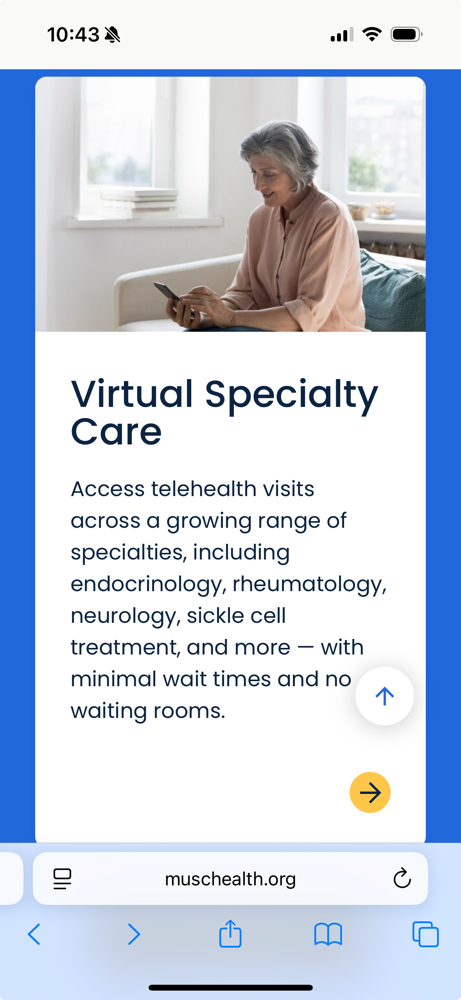 10:43
Virtual Specialty
Care
Access telehealth visits
across a growing range of
specialties, including
endocrinology, rheumatology,
neurology, sickle cell
treatment, and more — with
minimal wait times and no
waiting rooms.
muschealth.org